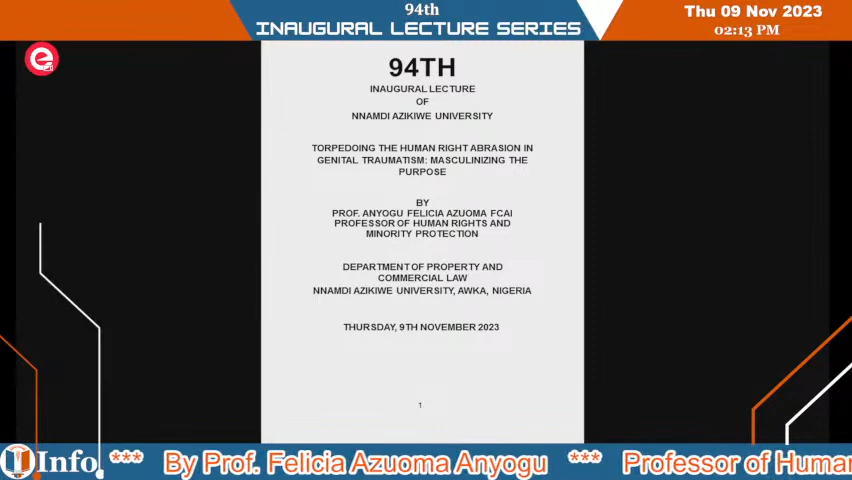 94th
INAUGURAL LECTURE SERIES
Thu 09 Nov 2023
02:13 PM
94TH
INAUGURAL LECTURE
OF
NNAMDI AZIKIWE UNIVERSITY
TORPEDOING THE HUMAN RIGHT ABRASION IN
GENITAL TRAUMATISM: MASCULINIZING THE
PURPOSE
BY
PROF. ANYOGU FELICIA AZUOMA FCAI
PROFESSOR OF HUMAN RIGHTS AND
MINORITY PROTECTION
DEPARTMENT OF PROPERTY AND
COMMERCIAL LAW
NNAMDI AZIKIWE UNIVERSITY, AWKA, NIGERIA
THURSDAY, 9TH NOVEMBER 2023
1
Info. *** By Prof. Felicia Azuoma Anyogu *** Professor of Human